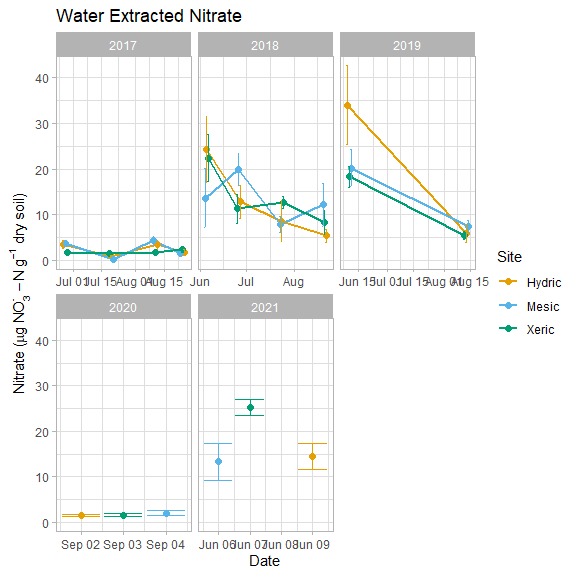 Water Extracted Nitrate
2017 2018 2019
40
30
20
10
0
Jul 01 Jul 15 Aug 01 Aug 15 Jun Jul Aug Jun 15 Jul 01 Jul 15 Aug 01 Aug 15
2020 2021
40
30
20
10
0
Sep 02 Sep 03 Sep 04 Jun 06 Jun 07 Jun 08 Jun 09
Date
Nitrate (μg NO₃⁻ – N g⁻¹ dry soil)
Site
Hydric
Mesic
Xeric